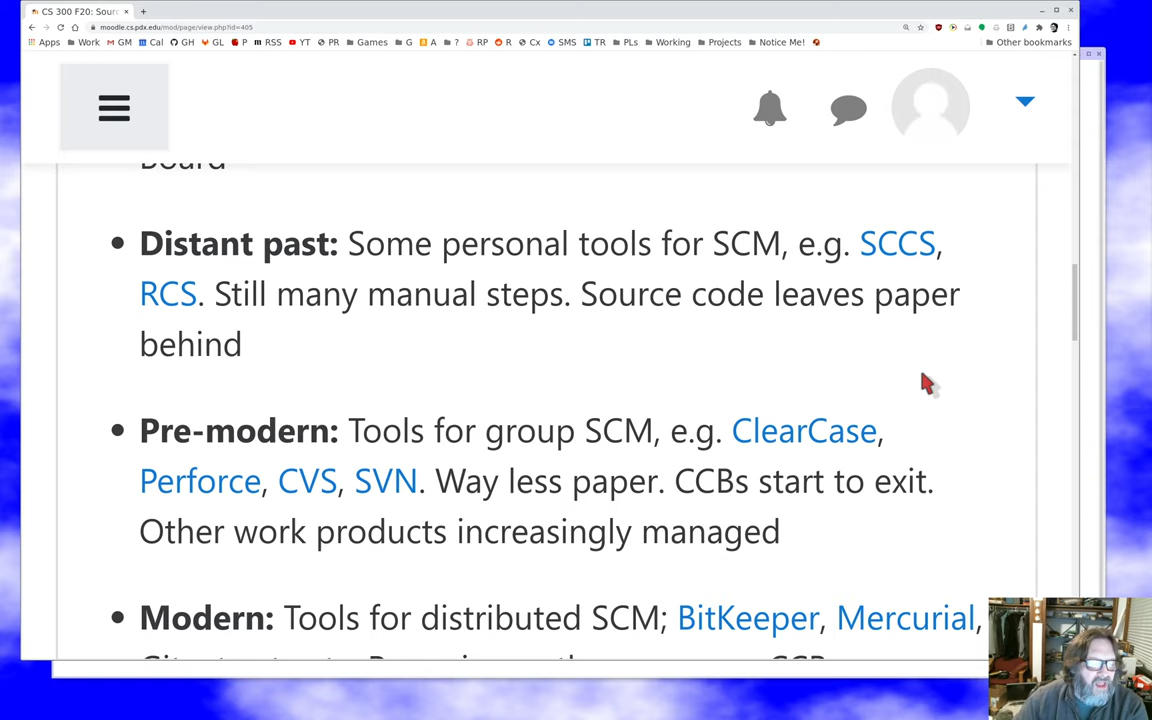 CS 300 F20: Sourc
moodle.cs.pdx.edu/mod/page/view.php?id=405
Apps Work GM Cal GH GL P RSS YT PR Games G A ? RP R Cx SMS TR PLs Working Projects Notice Me! Other bookmarks
Board
• Distant past: Some personal tools for SCM, e.g. SCCS,
RCS. Still many manual steps. Source code leaves paper
behind
• Pre-modern: Tools for group SCM, e.g. ClearCase,
Perforce, CVS, SVN. Way less paper. CCBs start to exit.
Other work products increasingly managed
• Modern: Tools for distributed SCM; BitKeeper, Mercurial,